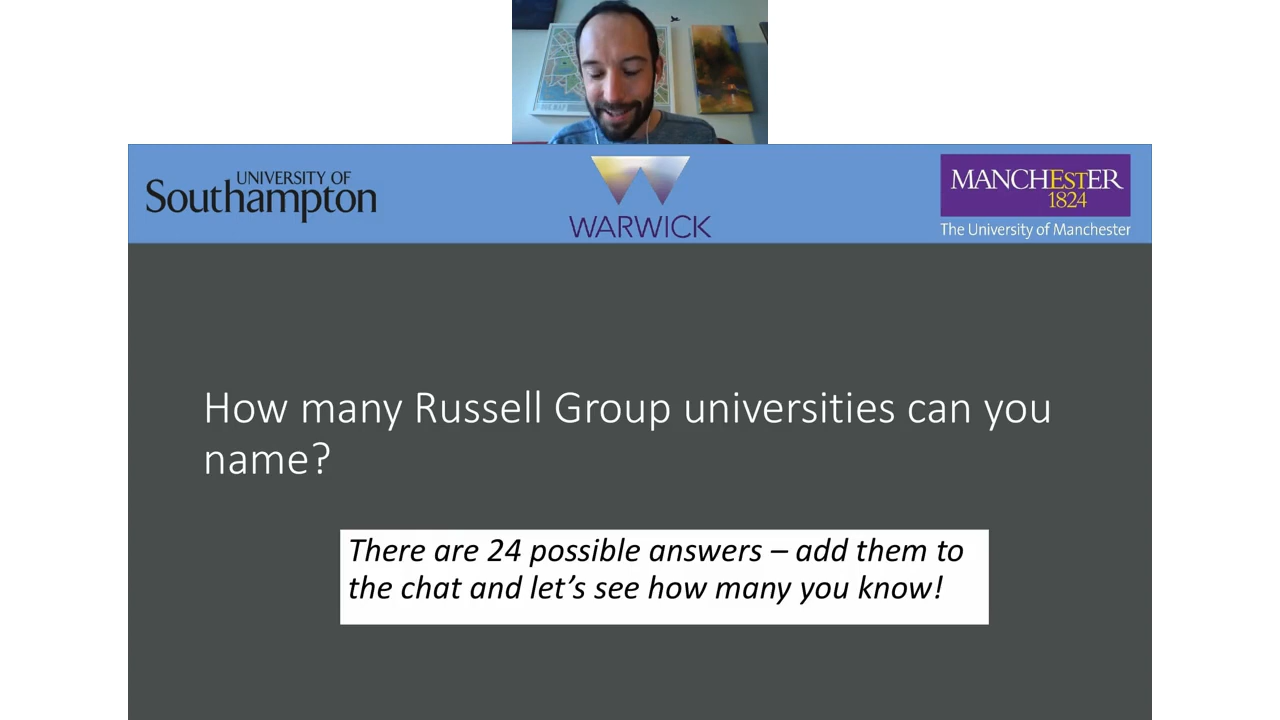 UNIVERSITY OF
Southampton
WARWICK
MANCHESTER
1824
The University of Manchester
How many Russell Group universities can you
name?
There are 24 possible answers – add them to
the chat and let's see how many you know!